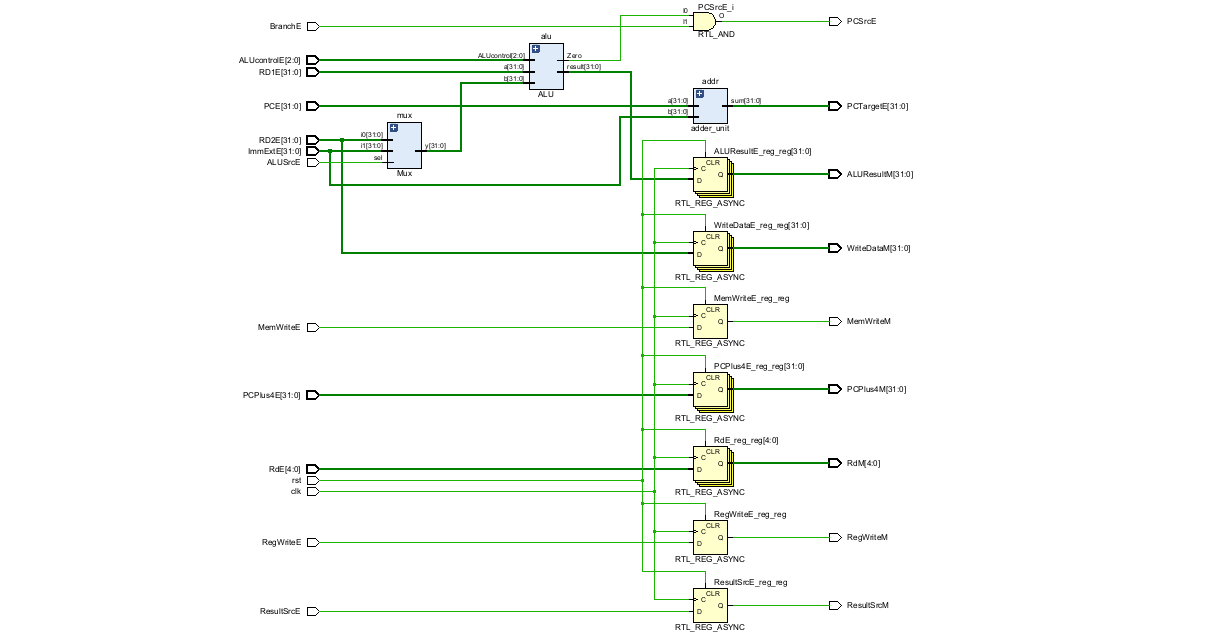 PCSrcE_i
I0
O
I1
BranchE
PCSrcE
RTL_AND
alu
ALUcontrolE[2:0]
ALUcontrol[2:0]
Zero
RD1E[31:0]
a[31:0]
result[31:0]
b[31:0]
ALU
addr
PCE[31:0]
a[31:0]
sum[31:0]
PCTargetE[31:0]
b[31:0]
adder_unit
mux
RD2E[31:0]
i0[31:0]
ImmExtE[31:0]
i1[31:0]
y[31:0]
ALUSrcE
sel
Mux
ALUResultE_reg_reg[31:0]
CLR
C
Q
D
ALUResultM[31:0]
RTL_REG_ASYNC
WriteDataE_reg_reg[31:0]
CLR
C
Q
D
WriteDataM[31:0]
RTL_REG_ASYNC
MemWriteE_reg_reg
CLR
C
Q
D
MemWriteE
MemWriteM
RTL_REG_ASYNC
PCPlus4E_reg_reg[31:0]
CLR
C
Q
D
PCPlus4E[31:0]
PCPlus4M[31:0]
RTL_REG_ASYNC
RdE_reg_reg[4:0]
CLR
C
Q
D
RdE[4:0]
RdM[4:0]
rst
clk
RTL_REG_ASYNC
RegWriteE_reg_reg
CLR
C
Q
D
RegWriteE
RegWriteM
RTL_REG_ASYNC
ResultSrcE_reg_reg
CLR
C
Q
D
ResultSrcE
ResultSrcM
RTL_REG_ASYNC